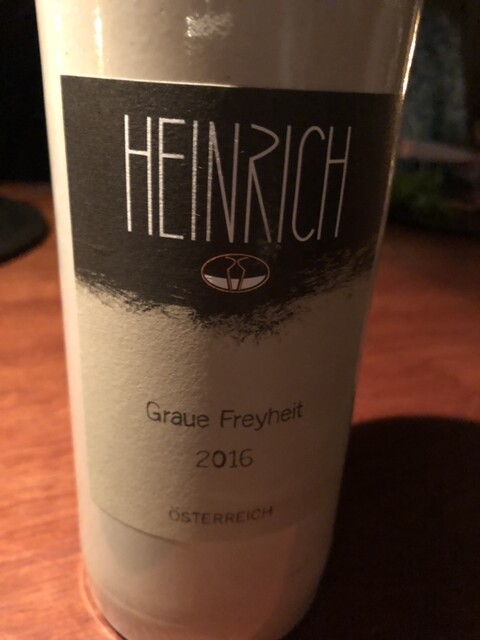 HEINRICH
Graue Freyheit
2016
ÖSTERREICH